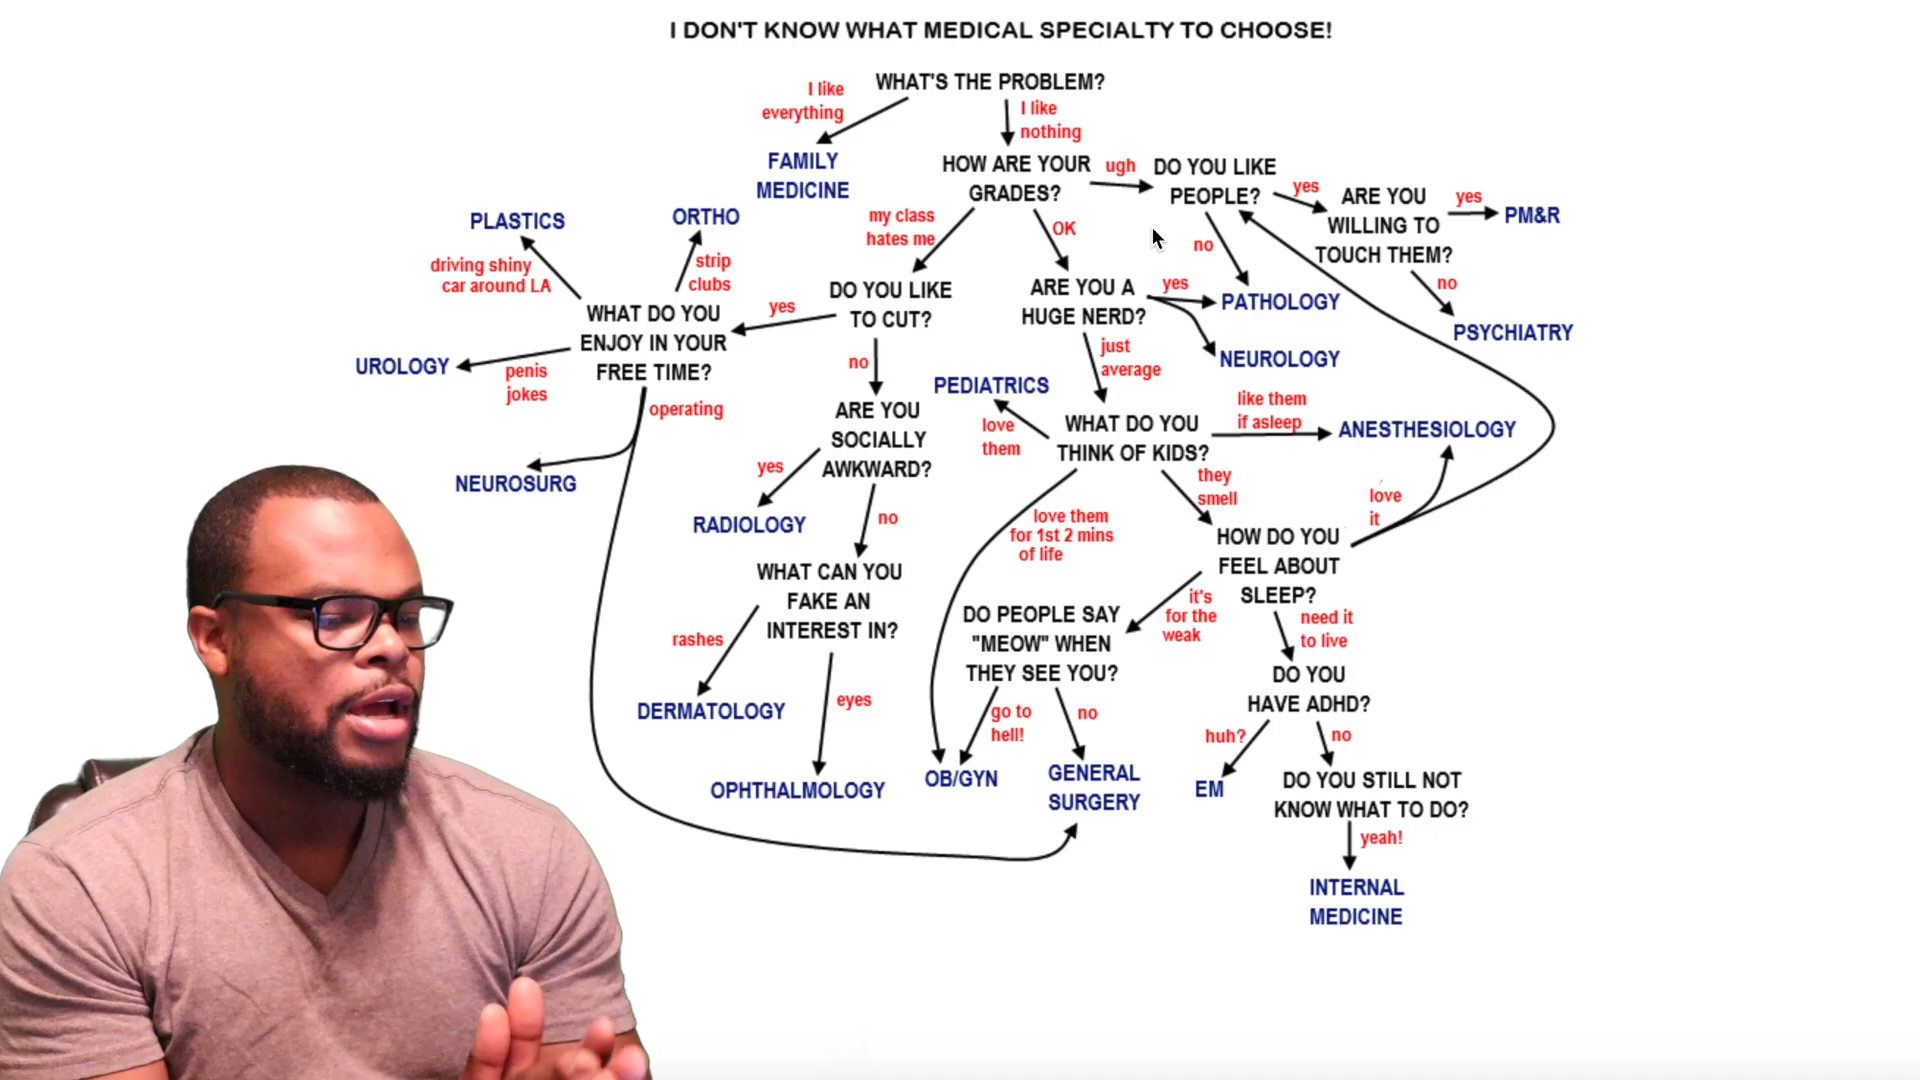 I DON'T KNOW WHAT MEDICAL SPECIALTY TO CHOOSE!
WHAT'S THE PROBLEM?
I like
everything
I like
nothing
FAMILY
MEDICINE
HOW ARE YOUR
GRADES?
ugh
DO YOU LIKE
PEOPLE?
yes
ARE YOU
WILLING TO
TOUCH THEM?
yes
PM&R
no
PSYCHIATRY
no
PATHOLOGY
my class
hates me
OK
ARE YOU A
HUGE NERD?
yes
NEUROLOGY
just
average
DO YOU LIKE
TO CUT?
yes
WHAT DO YOU
ENJOY IN YOUR
FREE TIME?
PLASTICS
driving shiny
car around LA
ORTHO
strip
clubs
UROLOGY
penis
jokes
operating
NEUROSURG
no
ARE YOU
SOCIALLY
AWKWARD?
yes
RADIOLOGY
no
WHAT CAN YOU
FAKE AN
INTEREST IN?
rashes
DERMATOLOGY
eyes
OPHTHALMOLOGY
PEDIATRICS
love
them
WHAT DO YOU
THINK OF KIDS?
like them
if asleep
ANESTHESIOLOGY
they
smell
love them
for 1st 2 mins
of life
HOW DO YOU
FEEL ABOUT
SLEEP?
love
it
it's
for the
weak
need it
to live
DO PEOPLE SAY
"MEOW" WHEN
THEY SEE YOU?
go to
hell!
no
OB/GYN
GENERAL
SURGERY
DO YOU
HAVE ADHD?
huh?
no
EM
DO YOU STILL NOT
KNOW WHAT TO DO?
yeah!
INTERNAL
MEDICINE